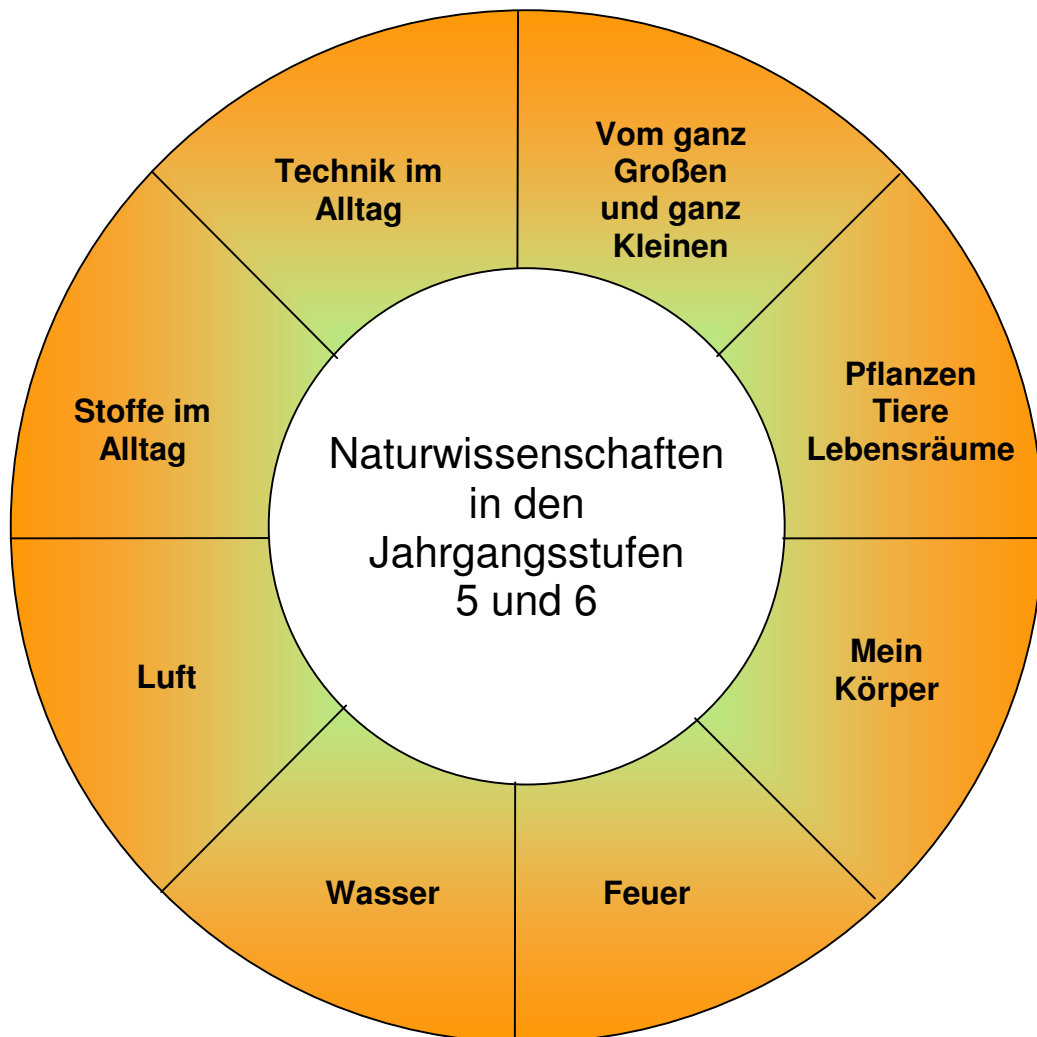 Vom ganz
Großen
und ganz
Kleinen
Technik im
Alltag
Pflanzen
Tiere
Lebensräume
Stoffe im
Alltag
Naturwissenschaften
in den
Jahrgangsstufen
5 und 6
Mein
Körper
Luft
Wasser
Feuer